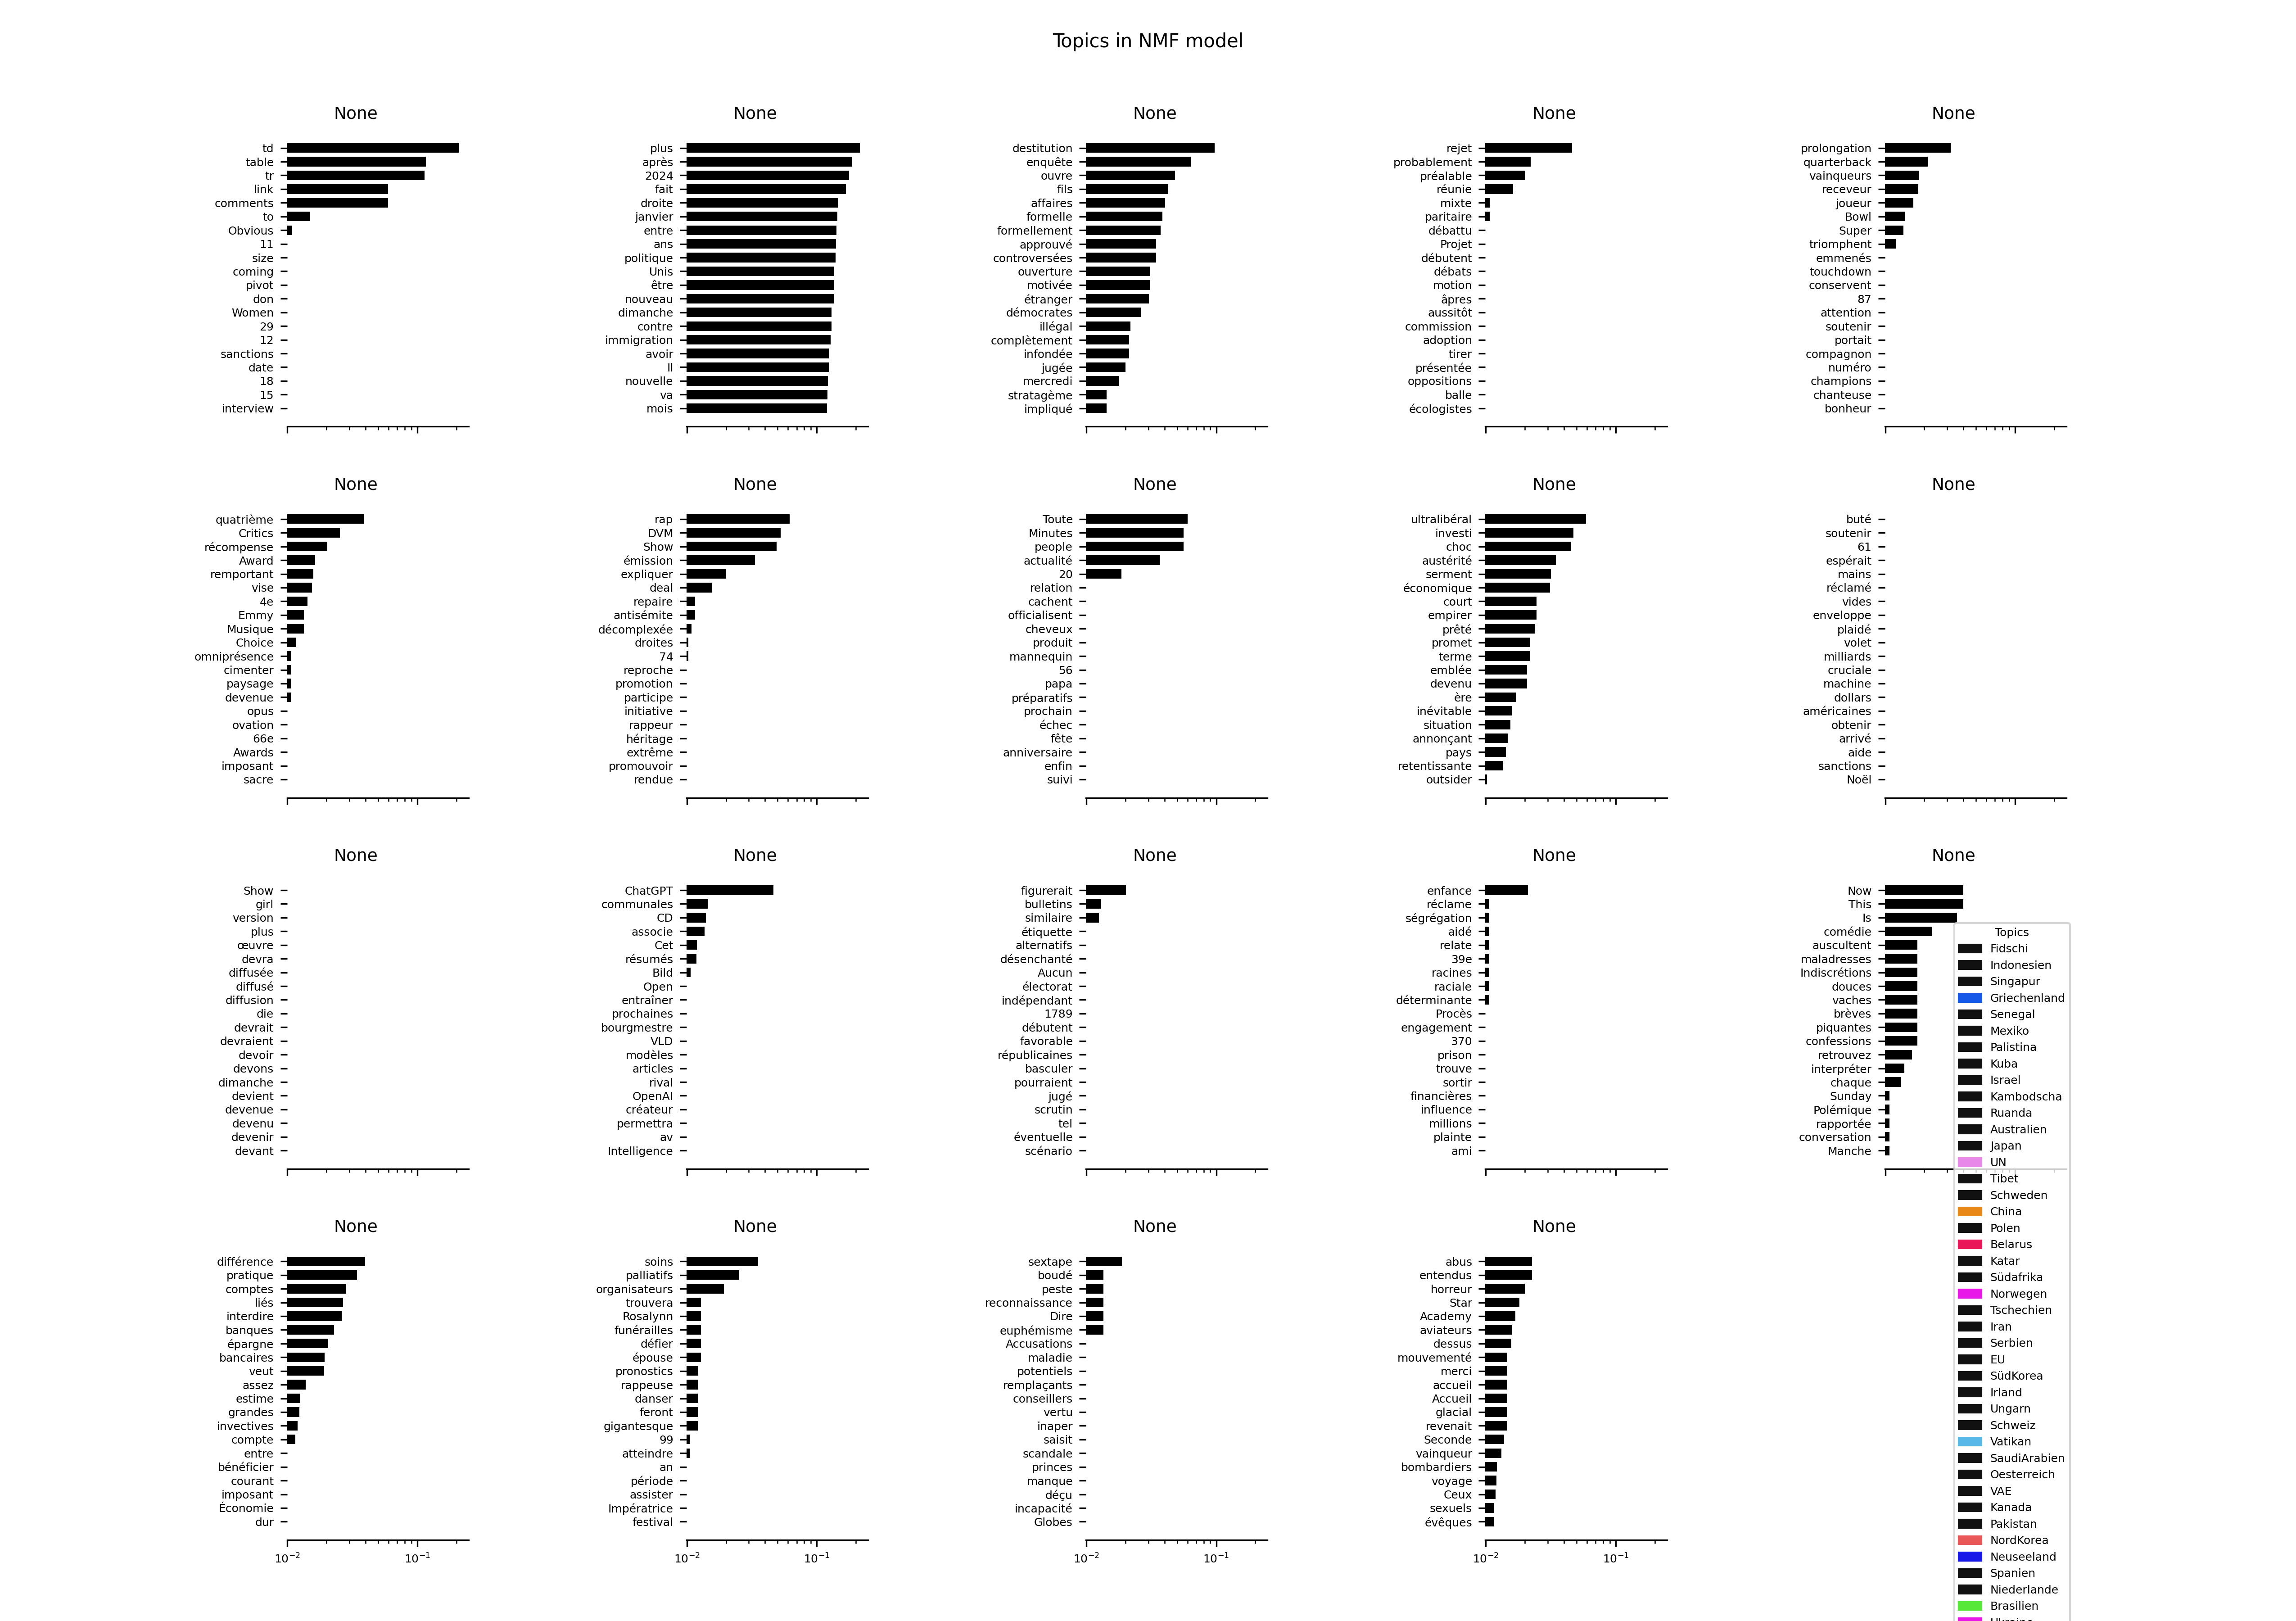 Topics in NMF model
None
td
table
tr
link
comments
to
Obvious
11
size
coming
pivot
don
Women
29
12
sanctions
date
18
15
interview
None
plus
après
2024
fait
droite
janvier
entre
ans
politique
Unis
être
nouveau
dimanche
contre
immigration
avoir
Il
nouvelle
va
mois
None
destitution
enquête
ouvre
fils
affaires
formelle
formellement
approuvé
controversées
ouverture
motivée
étranger
démocrates
illégal
complètement
infondée
jugée
mercredi
stratagème
impliqué
None
rejet
probablement
préalable
réunie
mixte
paritaire
débattu
Projet
débutent
débats
motion
âpres
aussitôt
commission
adoption
tirer
présentée
oppositions
balle
écologistes
None
prolongation
quarterback
vainqueurs
receveur
joueur
Bowl
Super
triomphent
emmenés
touchdown
conservent
87
attention
soutenir
portait
compagnon
numéro
champions
chanteuse
bonheur
None
quatrième
Critics
récompense
Award
remportant
vise
4e
Emmy
Musique
Choice
omniprésence
cimenter
paysage
devenue
opus
ovation
66e
Awards
imposant
sacre
None
rap
DVM
Show
émission
expliquer
deal
repaire
antisémite
décomplexée
droites
74
reproche
promotion
participe
initiative
rappeur
héritage
extrême
promouvoir
rendue
None
Toute
Minutes
people
actualité
20
relation
cachent
officialisent
cheveux
produit
mannequin
56
papa
préparatifs
prochain
échec
fête
anniversaire
enfin
suivi
None
ultralibéral
investi
choc
austérité
serment
économique
court
empirer
prêté
promet
terme
emblée
devenu
ère
inévitable
situation
annonçant
pays
retentissante
outsider
None
buté
soutenir
61
espérait
mains
réclamé
vides
enveloppe
plaidé
volet
milliards
cruciale
machine
dollars
américaines
obtenir
arrivé
aide
sanctions
Noël
None
Show
girl
version
plus
œuvre
devra
diffusée
diffusé
diffusion
die
devrait
devraient
devoir
devons
dimanche
devient
devenue
devenu
devenir
devant
None
ChatGPT
communales
CD
associe
Cet
résumés
Bild
Open
entraîner
prochaines
bourgmestre
VLD
modèles
articles
rival
OpenAI
créateur
permettra
av
Intelligence
None
figurerait
bulletins
similaire
étiquette
alternatifs
désenchanté
Aucun
électorat
indépendant
1789
débutent
favorable
républicaines
basculer
pourraient
jugé
scrutin
tel
éventuelle
scénario
None
enfance
réclame
ségrégation
aidé
relate
39e
racines
raciale
déterminante
Procès
engagement
370
prison
trouve
sortir
financières
influence
millions
plainte
ami
None
Now
This
Is
comédie
auscultent
maladresses
Indiscrétions
douces
vaches
brèves
piquantes
confessions
retrouvez
interpréter
chaque
Sunday
Polémique
rapportée
conversation
Manche
None
différence
pratique
comptes
liés
interdire
banques
épargne
bancaires
veut
assez
estime
grandes
invectives
compte
entre
bénéficier
courant
imposant
Économie
dur
10⁻² 10⁻¹
None
soins
palliatifs
organisateurs
trouvera
Rosalynn
funérailles
défier
épouse
pronostics
rappeuse
danser
feront
gigantesque
99
atteindre
an
période
assister
Impératrice
festival
10⁻² 10⁻¹
None
sextape
boudé
peste
reconnaissance
Dire
euphémisme
Accusations
maladie
potentiels
remplaçants
conseillers
vertu
inaper
saisit
scandale
princes
manque
déçu
incapacité
Globes
10⁻² 10⁻¹
None
abus
entendus
horreur
Star
Academy
aviateurs
dessus
mouvementé
merci
accueil
Accueil
glacial
revenait
Seconde
vainqueur
bombardiers
voyage
Ceux
sexuels
évêques
10⁻² 10⁻¹
Topics
Fidschi
Indonesien
Singapur
Griechenland
Senegal
Mexiko
Palistina
Kuba
Israel
Kambodscha
Ruanda
Australien
Japan
UN
Tibet
Schweden
China
Polen
Belarus
Katar
Südafrika
Norwegen
Tschechien
Iran
Serbien
EU
SüdKorea
Irland
Ungarn
Schweiz
Vatikan
SaudiArabien
Oesterreich
VAE
Kanada
Pakistan
NordKorea
Neuseeland
Spanien
Niederlande
Brasilien